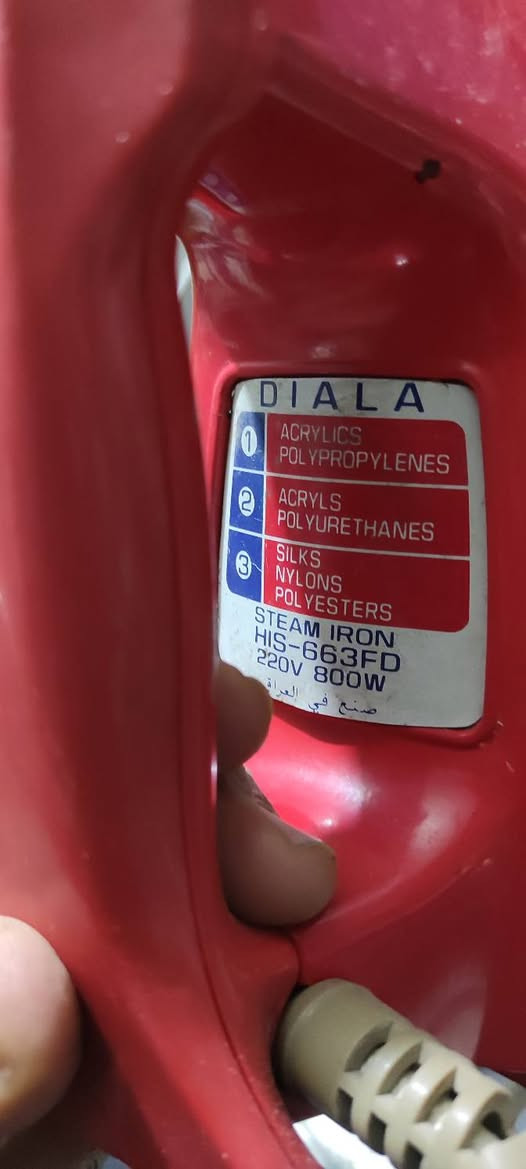 DIALA
1 ACRYLICS
POLYPROPYLENES
2 ACRYLS
POLYURETHANES
3 SILKS
NYLONS
POLYESTERS
STEAM IRON
HIS-663FD
220V 800W
صنع في العراق